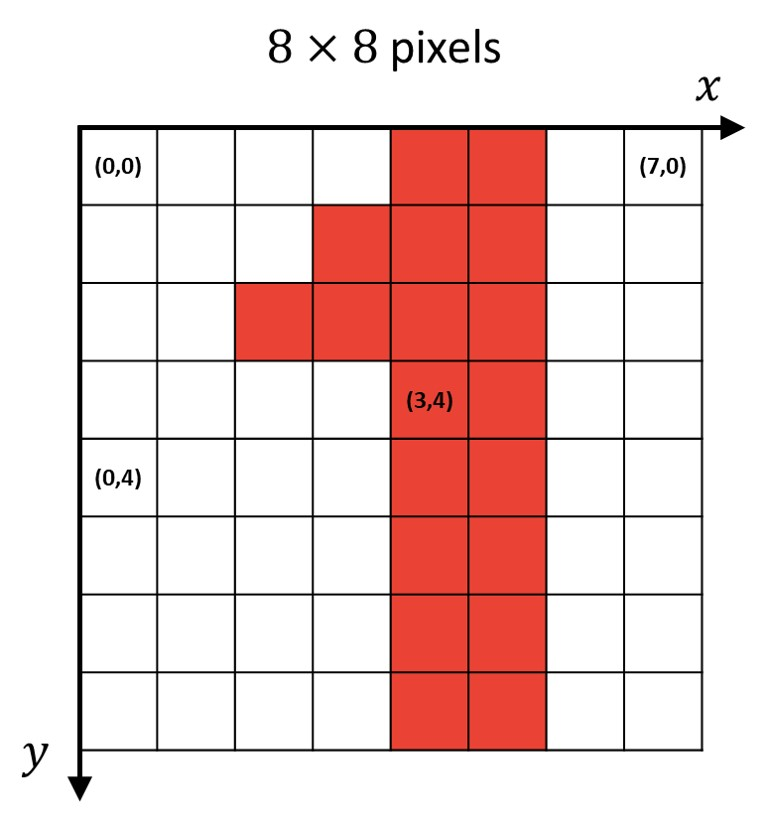 8 × 8 pixels
x
(0,0)
(7,0)
(3,4)
(0,4)
y